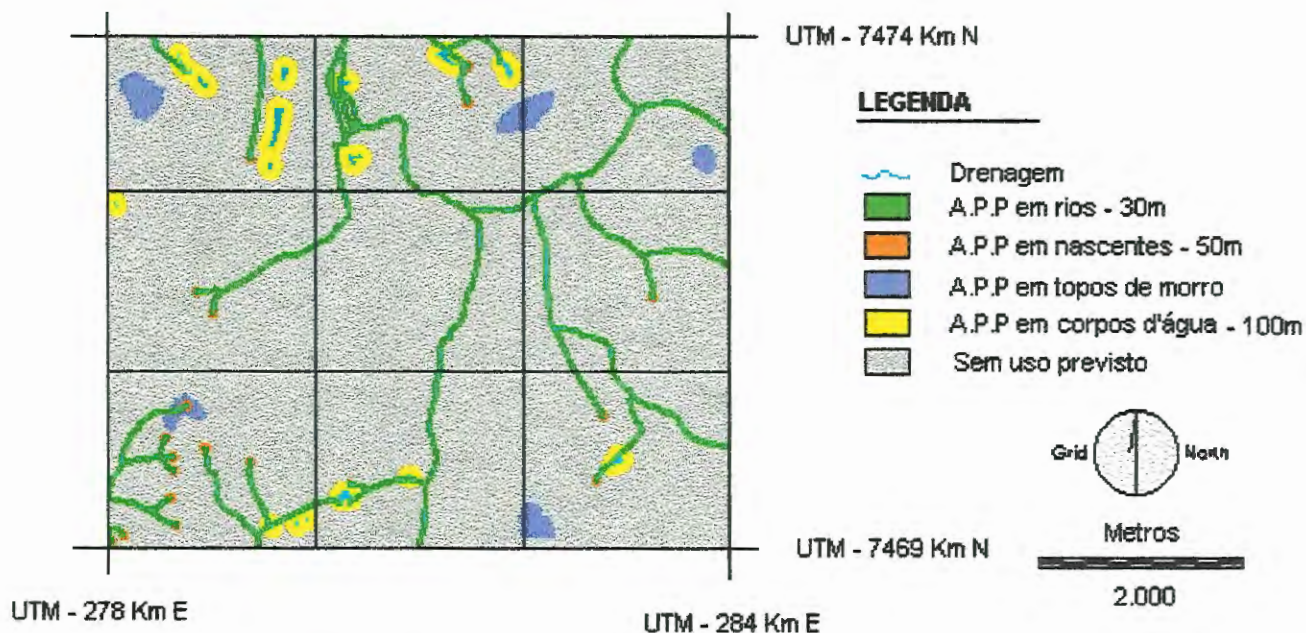 UTM - 7474 Km N
LEGENDA
Drenagem
A.P.P em rios - 30m
A.P.P em nascentes - 50m
A.P.P em topos de morro
A.P.P em corpos d'água - 100m
Sem uso previsto
Grid North
Metros
2.000
UTM - 7469 Km N
UTM - 278 Km E
UTM - 284 Km E